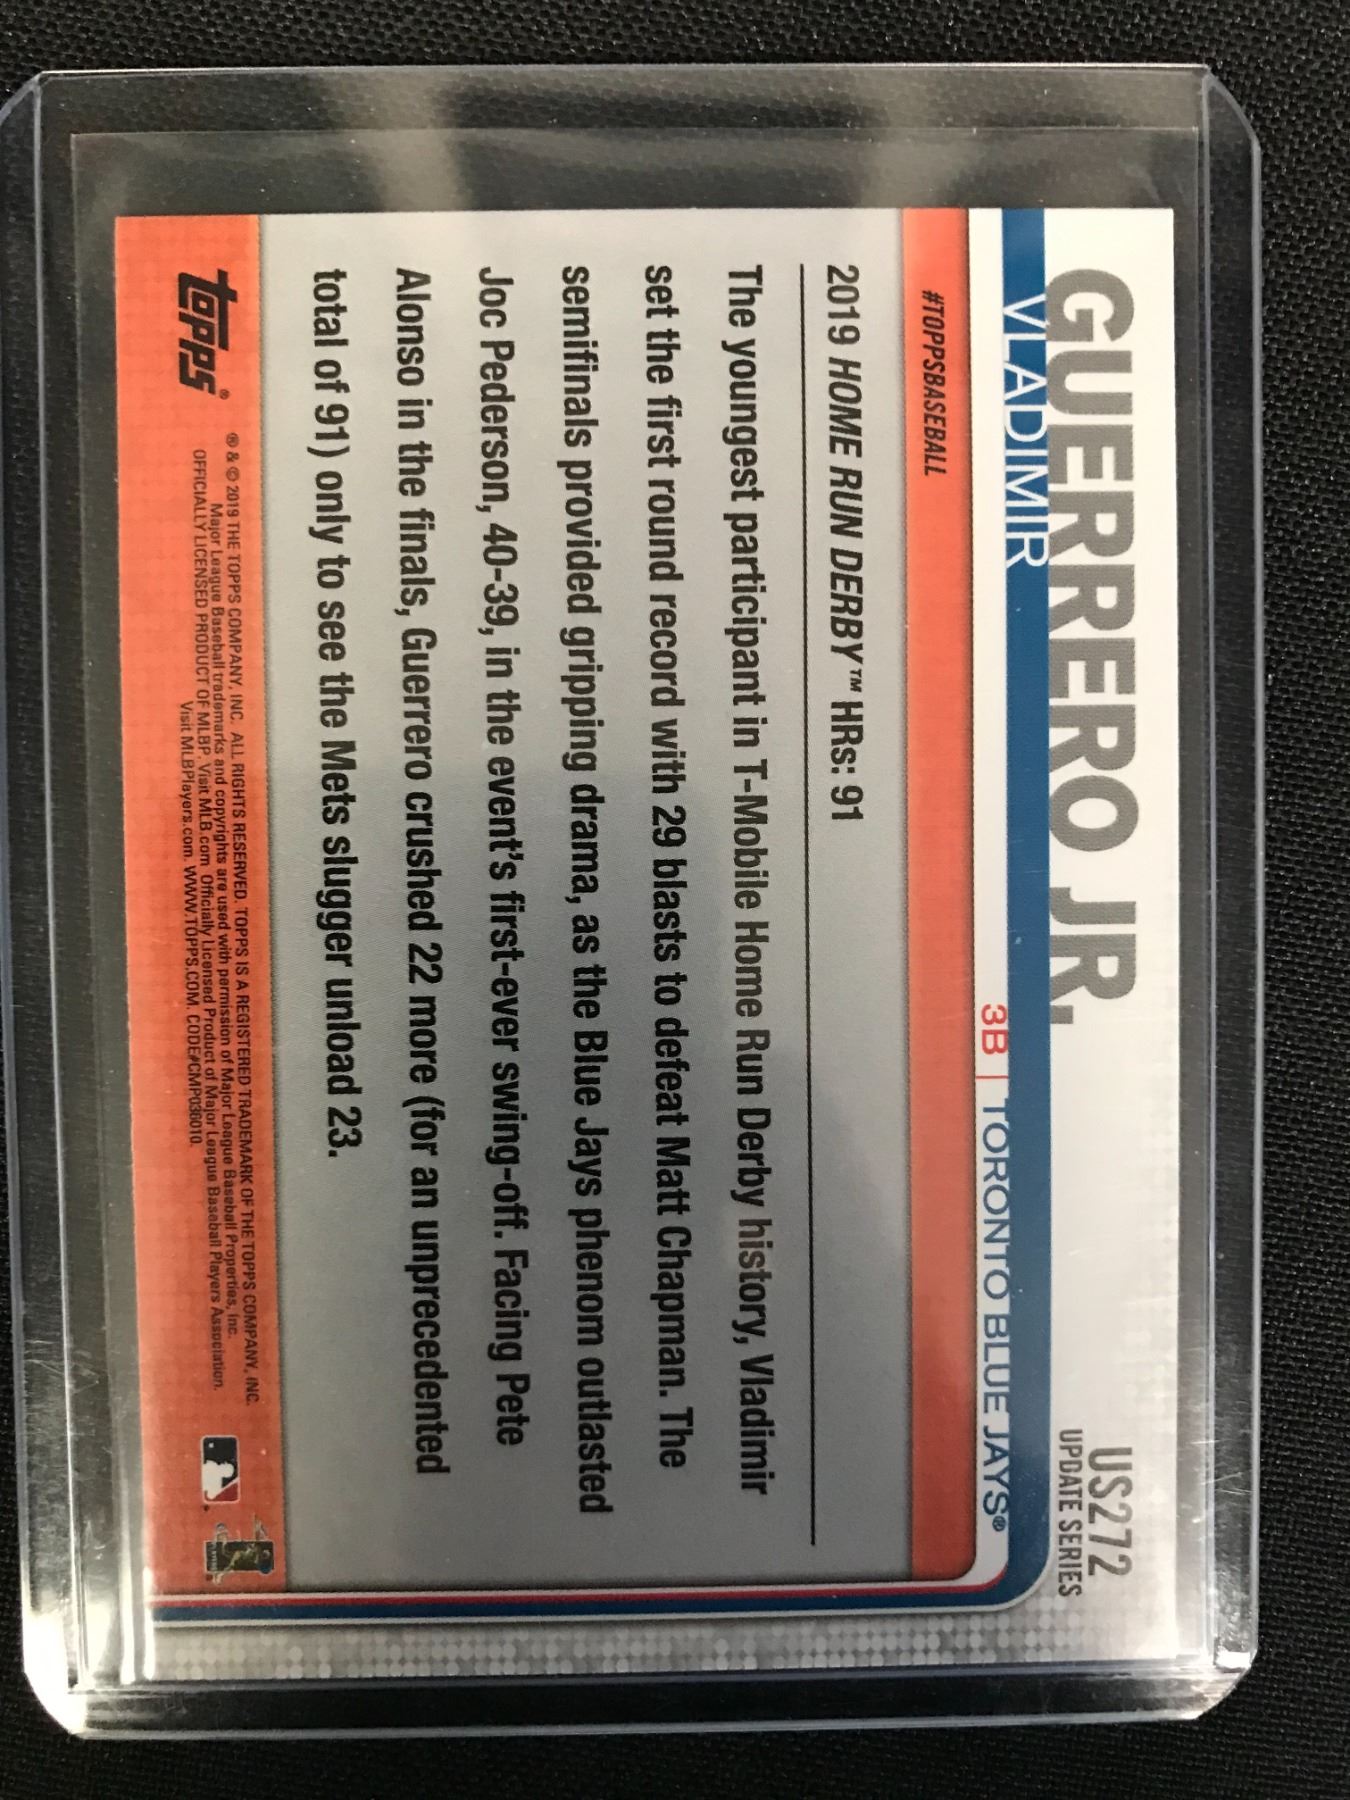 GUERRERO JR.
US272
UPDATE SERIES
VLADIMIR
3B | TORONTO BLUE JAYS®
#TOPPSBASEBALL
2019 HOME RUN DERBY™ HRs: 91
The youngest participant in T-Mobile Home Run Derby history, Vladimir
set the first round record with 29 blasts to defeat Matt Chapman. The
semifinals provided gripping drama, as the Blue Jays phenom outlasted
Joc Pederson, 40-39, in the event's first-ever swing-off. Facing Pete
Alonso in the finals, Guerrero crushed 22 more (for an unprecedented
total of 91) only to see the Mets slugger unload 23.
topps®
® & © 2019 THE TOPPS COMPANY, INC. ALL RIGHTS RESERVED. TOPPS IS A REGISTERED TRADEMARK OF THE TOPPS COMPANY, INC.
Major League Baseball trademarks and copyrights are used with permission of Major League Baseball Properties, Inc.
OFFICIALLY LICENSED PRODUCT OF MLBP. Visit MLB.com Officially Licensed Product of Major League Baseball Players Association.
Visit MLBPlayers.com. WWW.TOPPS.COM. CODE#CMP036010.